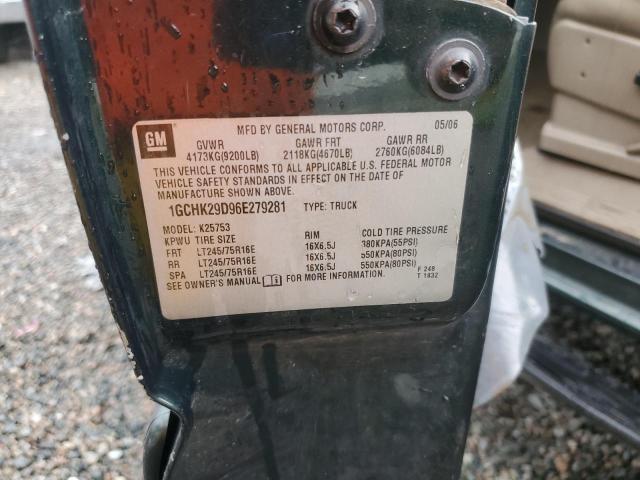 MFD BY GENERAL MOTORS CORP. 05/06
GM
GVWR GAWR FRT GAWR RR
4173KG(9200LB) 2118KG(4670LB) 2760KG(6084LB)
THIS VEHICLE CONFORMS TO ALL APPLICABLE U.S. FEDERAL MOTOR
VEHICLE SAFETY STANDARDS IN EFFECT ON THE DATE OF
MANUFACTURE SHOWN ABOVE.
1GCHK29D96E279281 TYPE: TRUCK
MODEL: K25753
KPWU TIRE SIZE RIM COLD TIRE PRESSURE
FRT LT245/75R16E 16X6.5J 380KPA(55PSI)
RR LT245/75R16E 16X6.5J 550KPA(80PSI)
SPA LT245/75R16E 16X6.5J 550KPA(80PSI)
SEE OWNER'S MANUAL FOR MORE INFORMATION.
F 248
T 1832